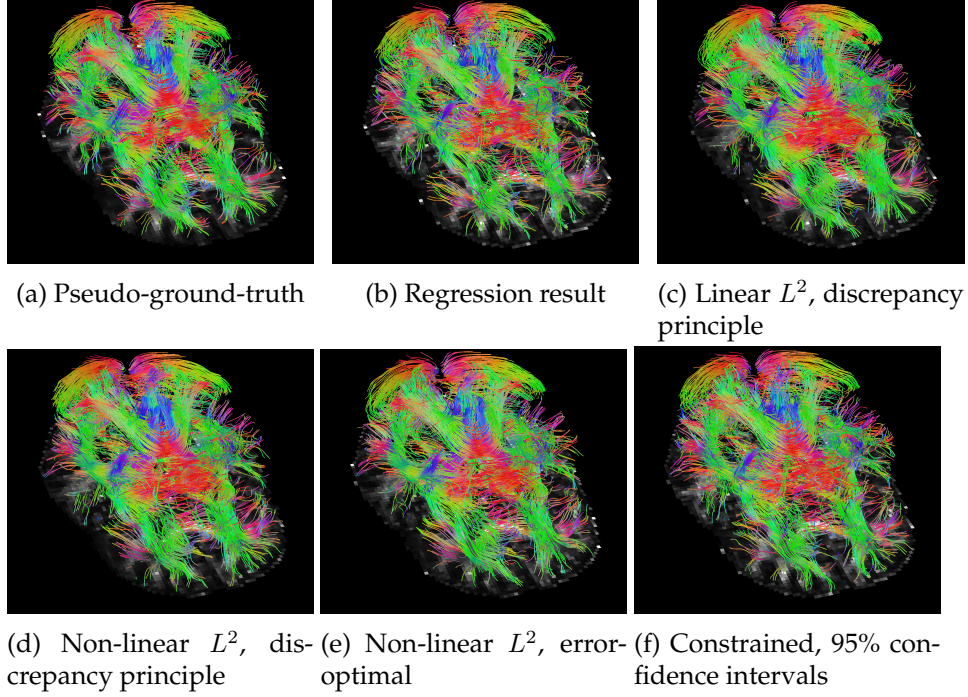 (a) Pseudo-ground-truth
(b) Regression result
(c) Linear L², discrepancy
principle
(d) Non-linear L², dis-
crepancy principle
(e) Non-linear L², error-
optimal
(f) Constrained, 95% con-
fidence intervals